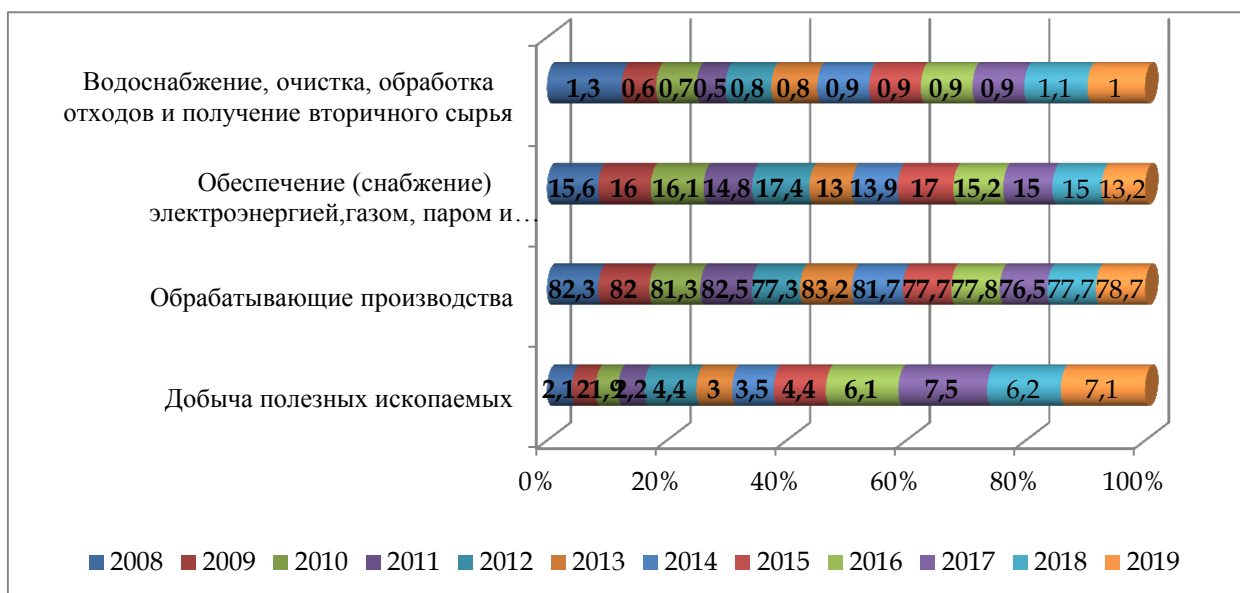 Водоснабжение, очистка, обработка
отходов и получение вторичного сырья
1,3 0,6 0,7 0,5 0,8 0,8 0,9 0,9 0,9 0,9 1,1 1
Обеспечение (снабжение)
электроэнергией,газом, паром и…
15,6 16 16,1 14,8 17,4 13 13,9 17 15,2 15 15 13,2
Обрабатывающие производства
82,3 82 81,3 82,5 77,3 83,2 81,7 77,7 77,8 76,5 77,7 78,7
Добыча полезных ископаемых
2,1 2 1,9 2,2 4,4 3 3,5 4,4 6,1 7,5 6,2 7,1
0% 20% 40% 60% 80% 100%
2008 2009 2010 2011 2012 2013 2014 2015 2016 2017 2018 2019